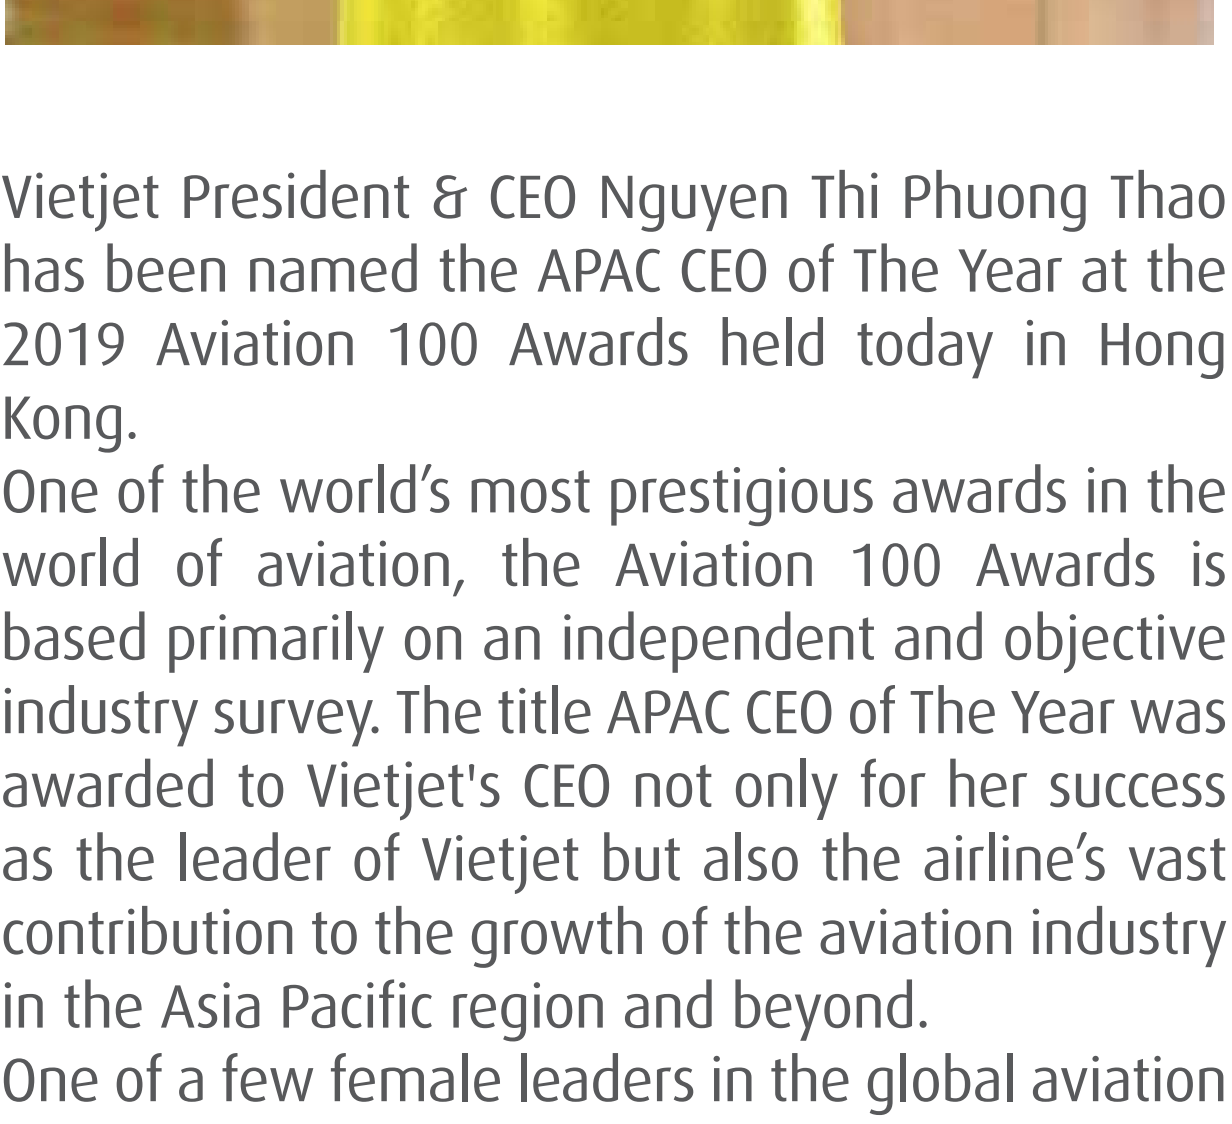 Vietjet President & CEO Nguyen Thi Phuong Thao
has been named the APAC CEO of The Year at the
2019 Aviation 100 Awards held today in Hong
Kong.
One of the world’s most prestigious awards in the
world of aviation, the Aviation 100 Awards is
based primarily on an independent and objective
industry survey. The title APAC CEO of The Year was
awarded to Vietjet's CEO not only for her success
as the leader of Vietjet but also the airline’s vast
contribution to the growth of the aviation industry
in the Asia Pacific region and beyond.
One of a few female leaders in the global aviation